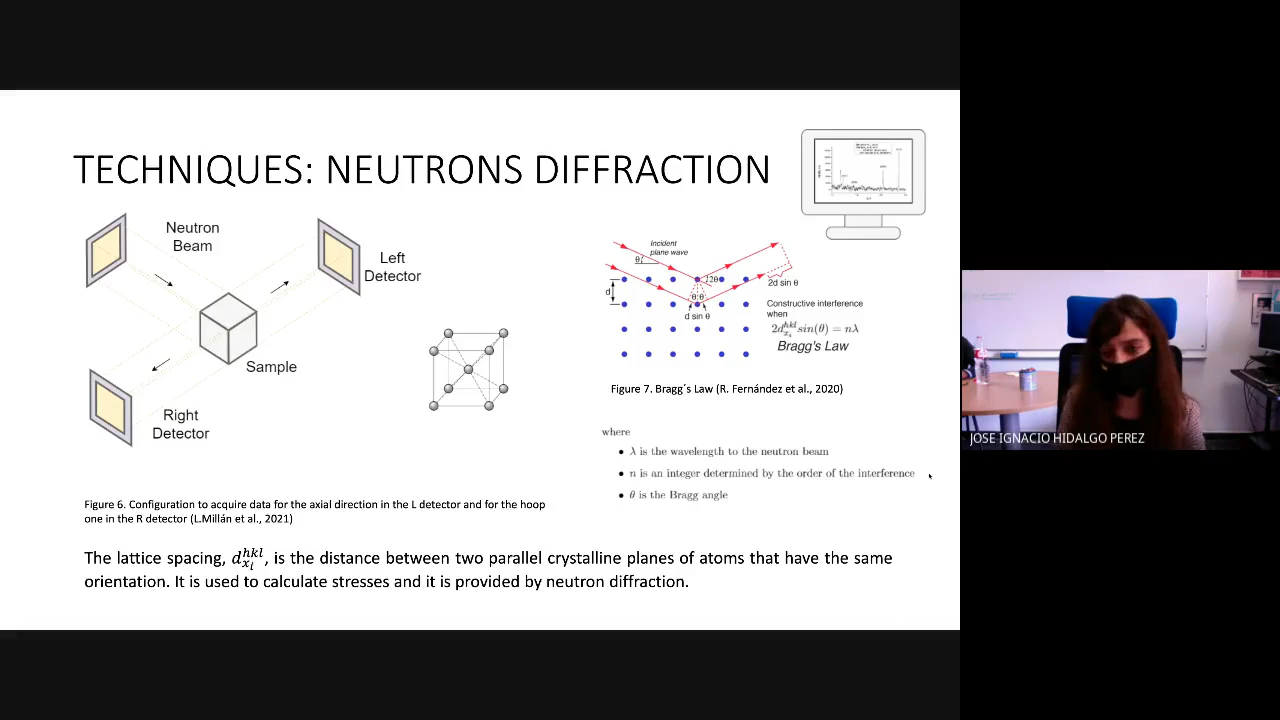 TECHNIQUES: NEUTRONS DIFFRACTION
Neutron
Beam
Left
Detector
Sample
Right
Detector
Incident
plane wave
θ
2θ
d
θ θ
d sin θ
2d sin θ
Constructive interference
when
2d_{x_i}^{hkl} sin(θ) = nλ
Bragg's Law
Figure 7. Bragg´s Law (R. Fernández et al., 2020)
where
• λ is the wavelength to the neutron beam
• n is an integer determined by the order of the interference
• θ is the Bragg angle
Figure 6. Configuration to acquire data for the axial direction in the L detector and for the hoop
one in the R detector (L.Millán et al., 2021)
The lattice spacing, d_{x_i}^{hkl}, is the distance between two parallel crystalline planes of atoms that have the same
orientation. It is used to calculate stresses and it is provided by neutron diffraction.
JOSE IGNACIO HIDALGO PEREZ